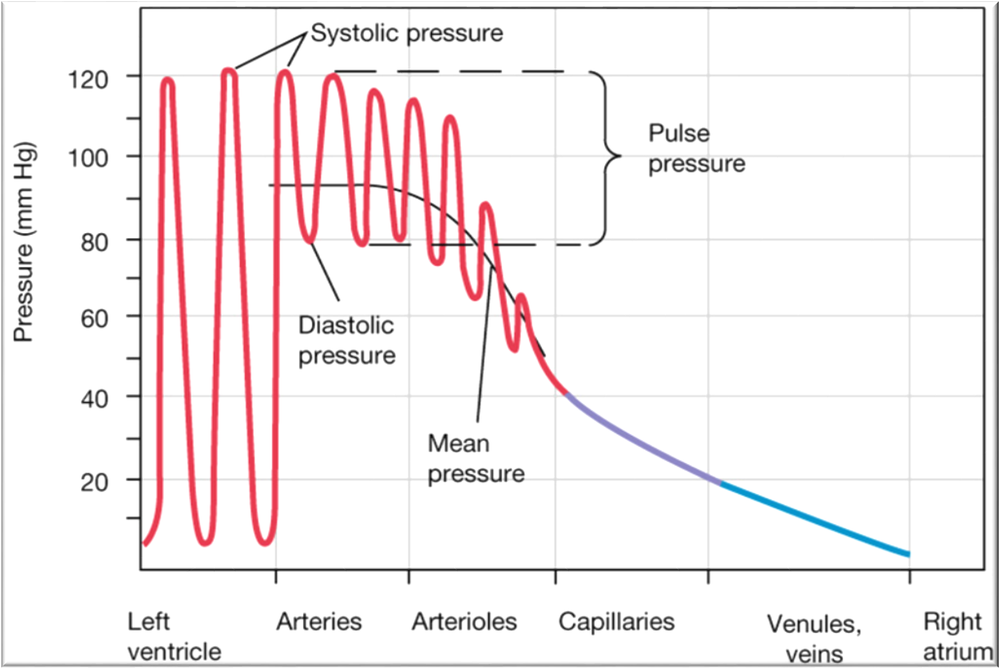 Systolic pressure
120
100
80
60
40
20
Pressure (mm Hg)
Pulse
pressure
Diastolic
pressure
Mean
pressure
Left
ventricle
Arteries
Arterioles
Capillaries
Venules,
veins
Right
atrium